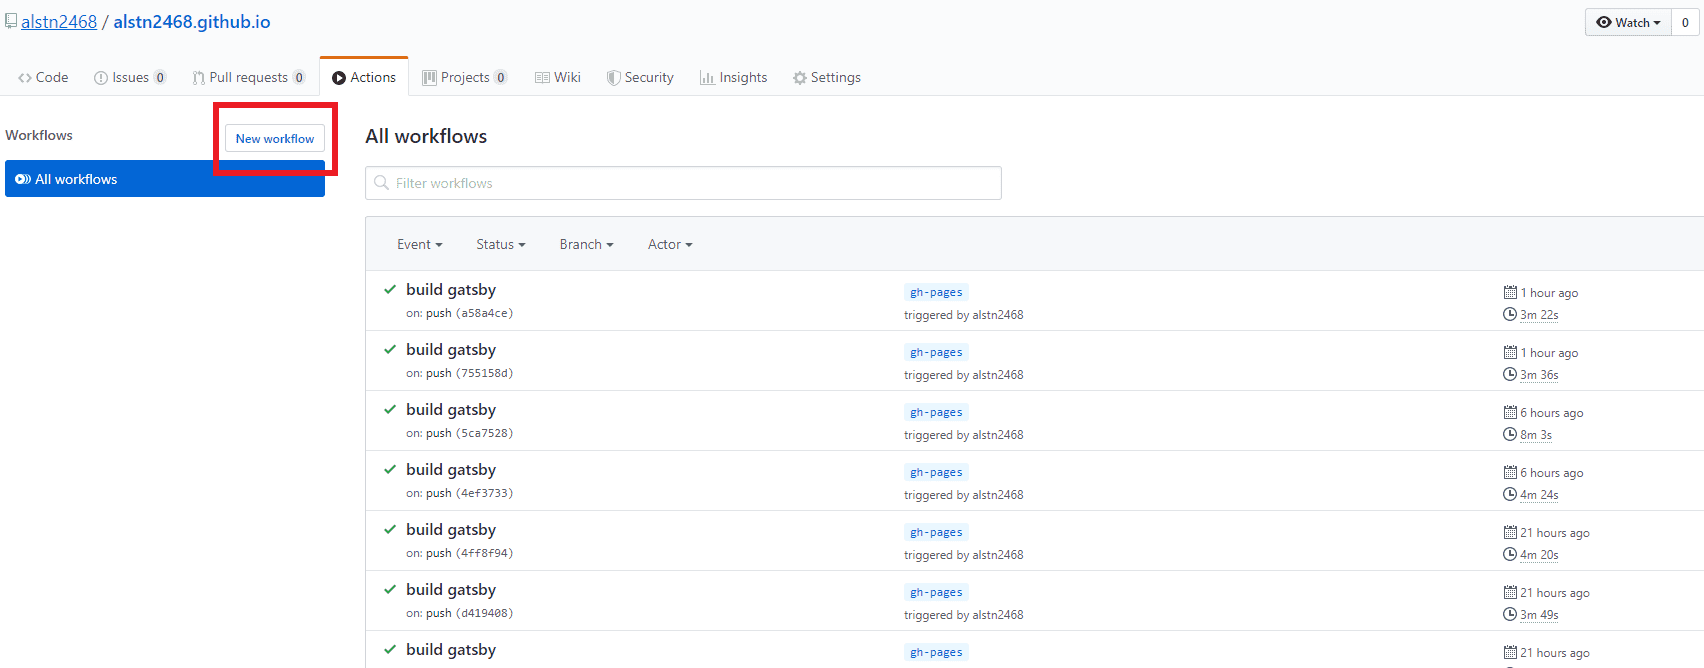 alstn2468 / alstn2468.github.io
Watch 0
Code Issues 0 Pull requests 0 Actions Projects 0 Wiki Security Insights Settings
Workflows
New workflow
All workflows
All workflows
Filter workflows
Event Status Branch Actor
build gatsby
on: push (a58a4ce)
gh-pages
triggered by alstn2468
1 hour ago
3m 22s
build gatsby
on: push (755158d)
gh-pages
triggered by alstn2468
1 hour ago
3m 36s
build gatsby
on: push (5ca7528)
gh-pages
triggered by alstn2468
6 hours ago
8m 3s
build gatsby
on: push (4ef3733)
gh-pages
triggered by alstn2468
6 hours ago
4m 24s
build gatsby
on: push (4ff8f94)
gh-pages
triggered by alstn2468
21 hours ago
4m 20s
build gatsby
on: push (d419408)
gh-pages
triggered by alstn2468
21 hours ago
3m 49s
build gatsby
gh-pages
21 hours ago